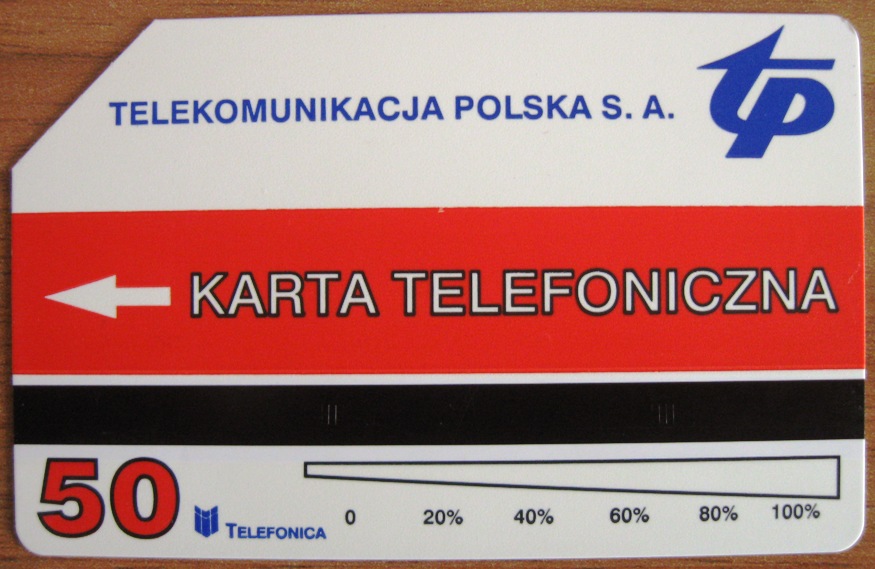 TELEKOMUNIKACJA POLSKA S. A.
tp
KARTA TELEFONICZNA
50
TELEFONICA
0 20% 40% 60% 80% 100%